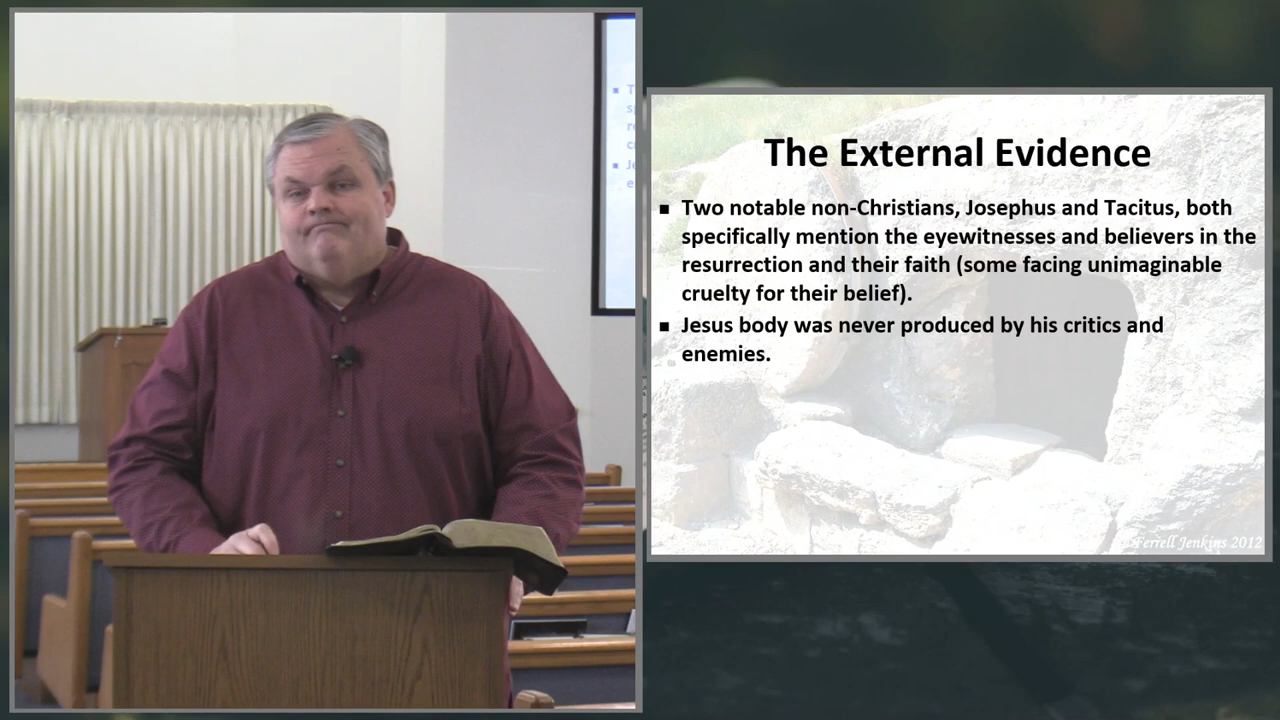 The External Evidence
▪ Two notable non-Christians, Josephus and Tacitus, both
specifically mention the eyewitnesses and believers in the
resurrection and their faith (some facing unimaginable
cruelty for their belief).
▪ Jesus body was never produced by his critics and
enemies.
Ferrell Jenkins 2012